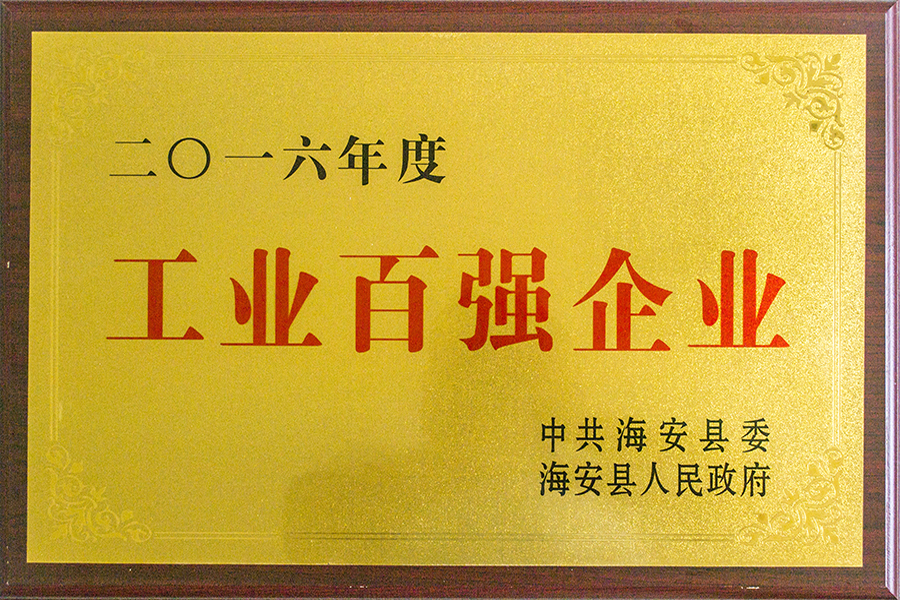 二〇一六年度
工业百强企业
中共海安县委
海安县人民政府